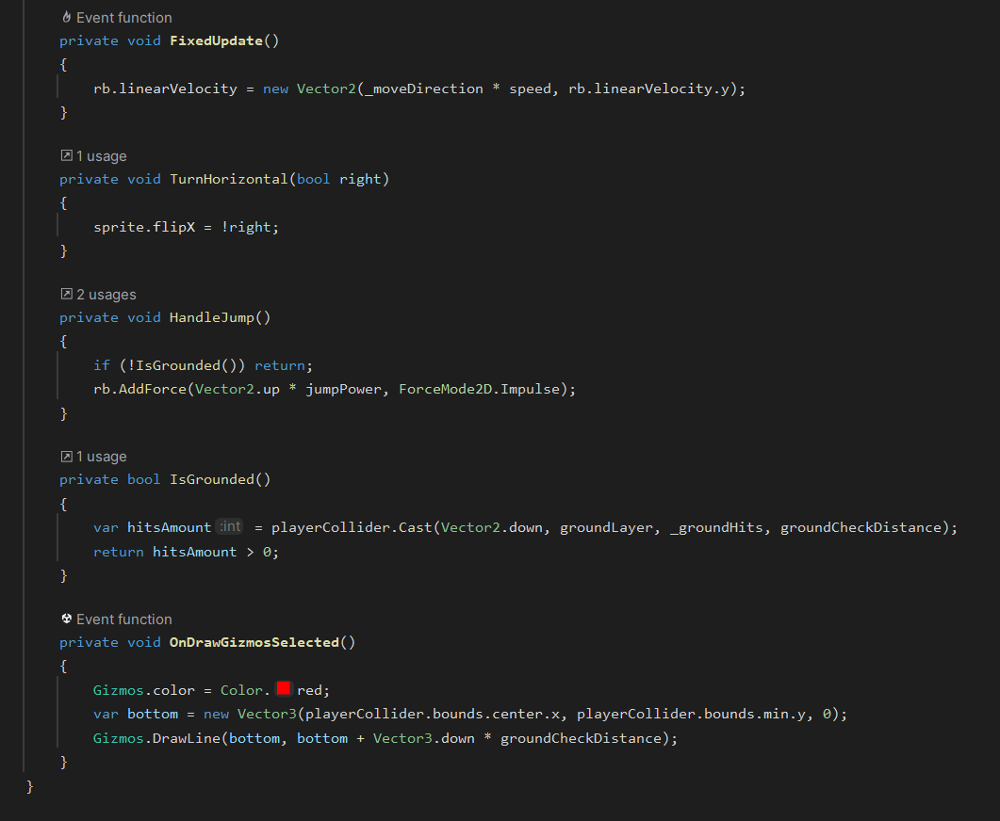 Event function
private void FixedUpdate()
{
rb.linearVelocity = new Vector2(_moveDirection * speed, rb.linearVelocity.y);
}
1 usage
private void TurnHorizontal(bool right)
{
sprite.flipX = !right;
}
2 usages
private void HandleJump()
{
if (!IsGrounded()) return;
rb.AddForce(Vector2.up * jumpPower, ForceMode2D.Impulse);
}
1 usage
private bool IsGrounded()
{
var hitsAmount :int = playerCollider.Cast(Vector2.down, groundLayer, _groundHits, groundCheckDistance);
return hitsAmount > 0;
}
Event function
private void OnDrawGizmosSelected()
{
Gizmos.color = Color.red;
var bottom = new Vector3(playerCollider.bounds.center.x, playerCollider.bounds.min.y, 0);
Gizmos.DrawLine(bottom, bottom + Vector3.down * groundCheckDistance);
}
}